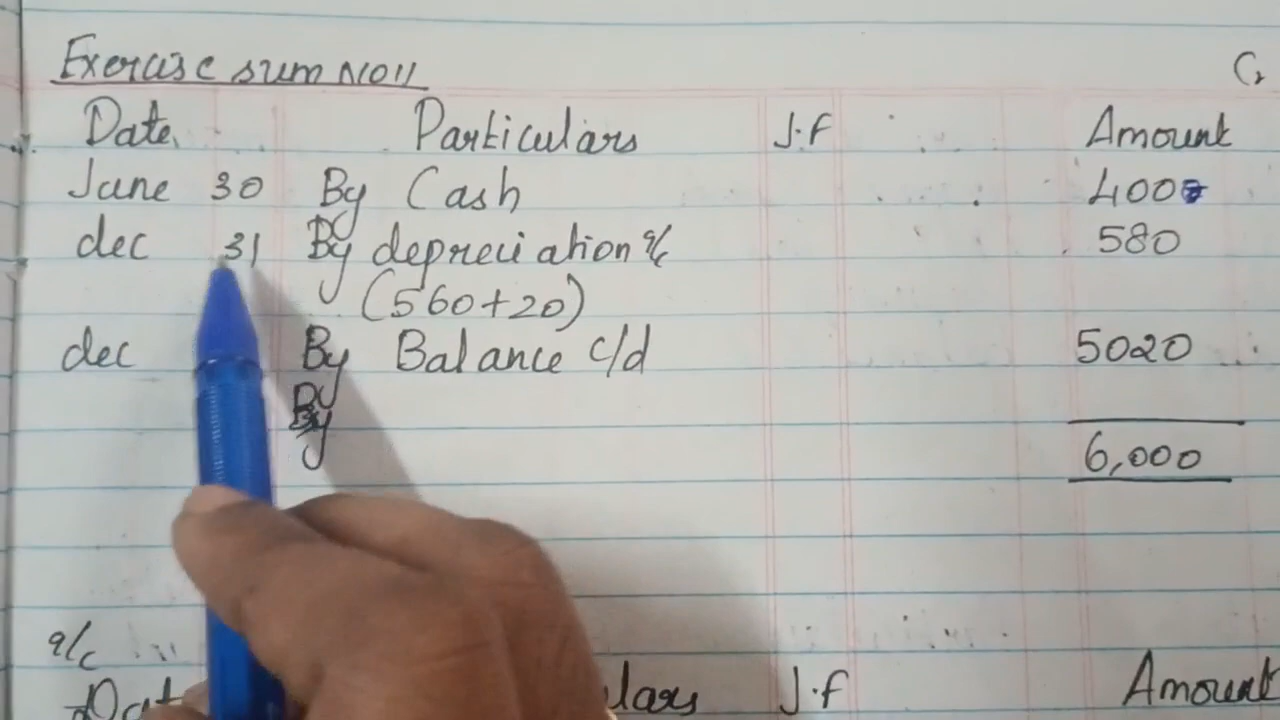 Exercise sum No 11
Cr
Date Particulars J.F Amount
June 30 By Cash 400
dec 31 By depreciation a/c 580
(560+20)
dec By Balance c/d 5020
By
6,000
a/c
J.F Amount